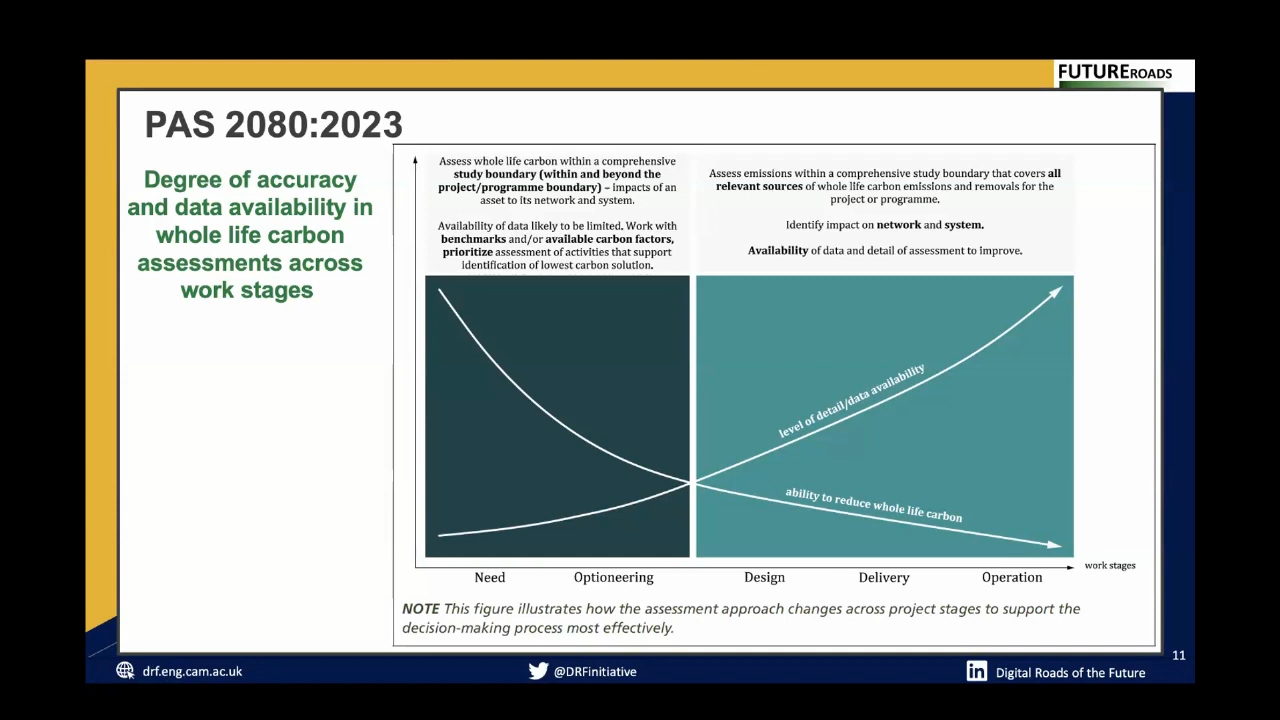 FUTUREROADS
PAS 2080:2023
Degree of accuracy
and data availability in
whole life carbon
assessments across
work stages
Assess whole life carbon within a comprehensive
study boundary (within and beyond the
project/programme boundary) – impacts of an
asset to its network and system.
Availability of data likely to be limited. Work with
benchmarks and/or available carbon factors,
prioritize assessment of activities that support
identification of lowest carbon solution.
Assess emissions within a comprehensive study boundary that covers all
relevant sources of whole life carbon emissions and removals for the
project or programme.
Identify impact on network and system.
Availability of data and detail of assessment to improve.
level of detail/data availability
ability to reduce whole life carbon
work stages
Need
Optioneering
Design
Delivery
Operation
NOTE This figure illustrates how the assessment approach changes across project stages to support the
decision-making process most effectively.
11
drf.eng.cam.ac.uk
@DRFinitiative
in
Digital Roads of the Future